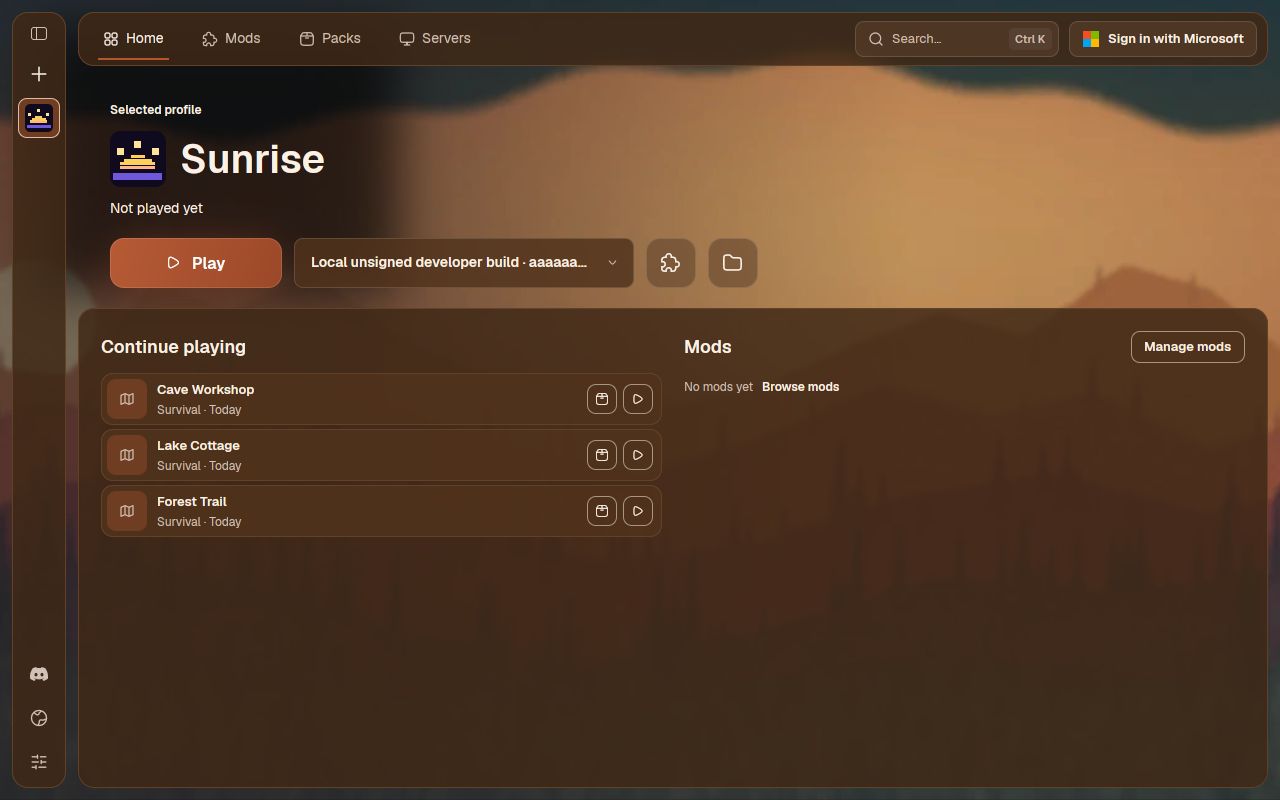 Home
Mods
Packs
Servers
Search...
Ctrl K
Sign in with Microsoft
Selected profile
Sunrise
Not played yet
Play
Local unsigned developer build · aaaaaa...
Continue playing
Cave Workshop
Survival · Today
Lake Cottage
Survival · Today
Forest Trail
Survival · Today
Mods
Manage mods
No mods yet Browse mods